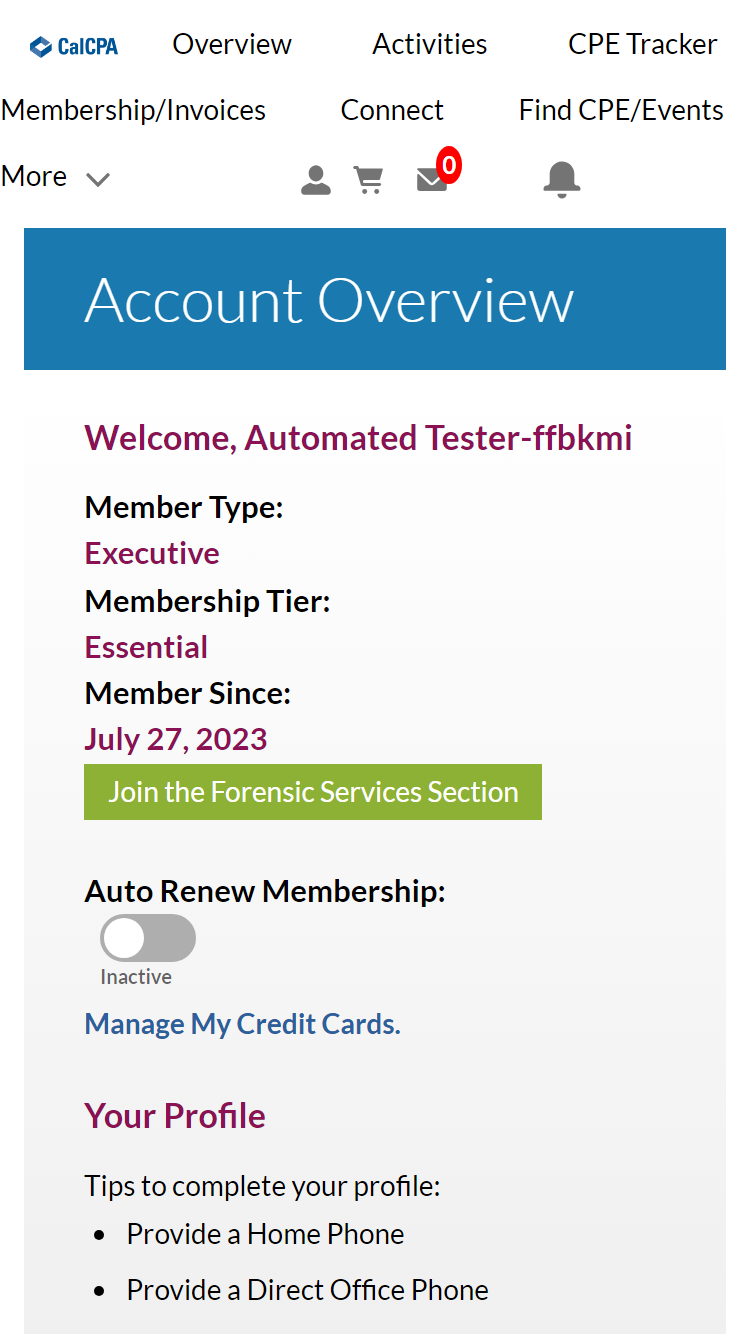 CalCPA Overview Activities CPE Tracker
Membership/Invoices Connect Find CPE/Events
More 0
Account Overview
Welcome, Automated Tester-ffbkmi
Member Type:
Executive
Membership Tier:
Essential
Member Since:
July 27, 2023
Join the Forensic Services Section
Auto Renew Membership:
Inactive
Manage My Credit Cards.
Your Profile
Tips to complete your profile:
• Provide a Home Phone
• Provide a Direct Office Phone